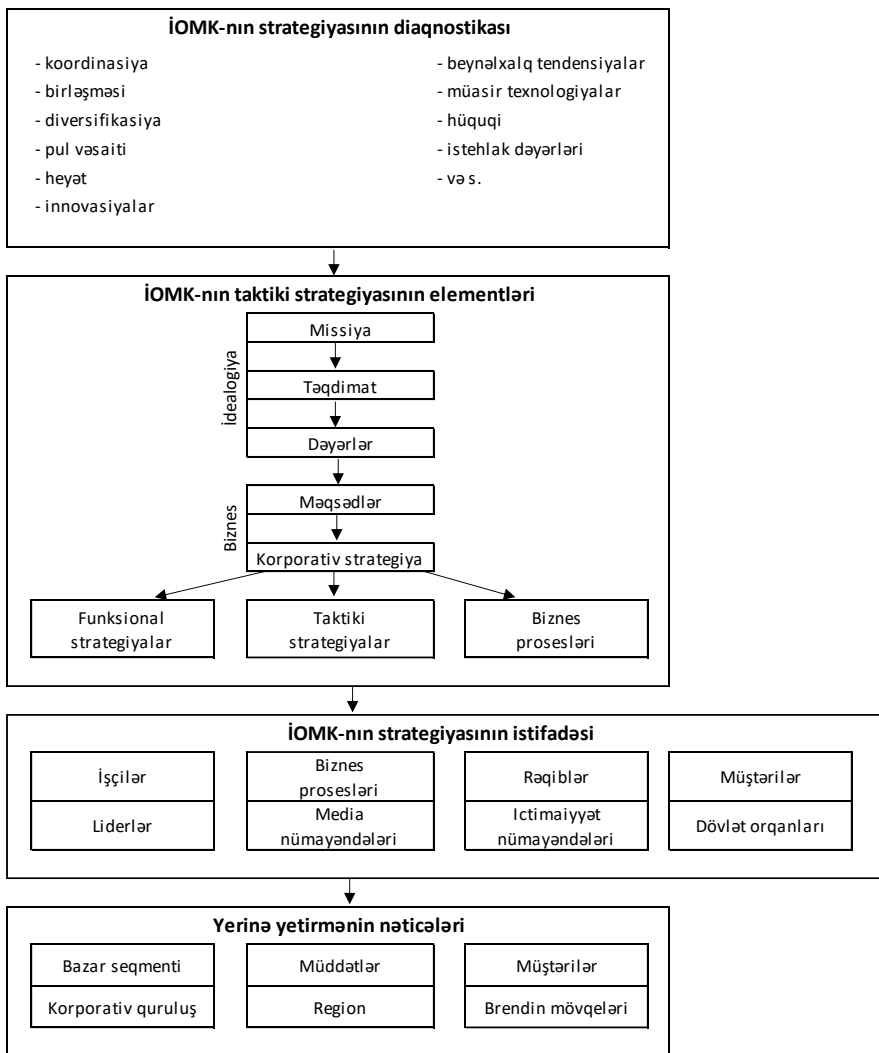 İOMK-nın strategiyasının diaqnostikası
- koordinasiya
- birləşməsi
- diversifikasiya
- pul vəsaiti
- heyət
- innovasiyalar
- beynəlxalq tendensiyalar
- müasir texnologiyalar
- hüquqi
- istehlak dəyərləri
- və s.
İOMK-nın taktiki strategiyasının elementləri
İdealogiya
Missiya
Təqdimat
Dəyərlər
Biznes
Məqsədlər
Korporativ strategiya
Funksional
strategiyalar
Taktiki
strategiyalar
Biznes
prosesləri
İOMK-nın strategiyasının istifadəsi
İşçilər
Biznes
prosesləri
Rəqiblər
Müştərilər
Liderlər
Media
nümayəndələri
Ictimaiyyət
nümayəndələri
Dövlət orqanları
Yerinə yetirmənin nəticələri
Bazar seqmenti
Müddətlər
Müştərilər
Korporativ quruluş
Region
Brendin mövqeləri